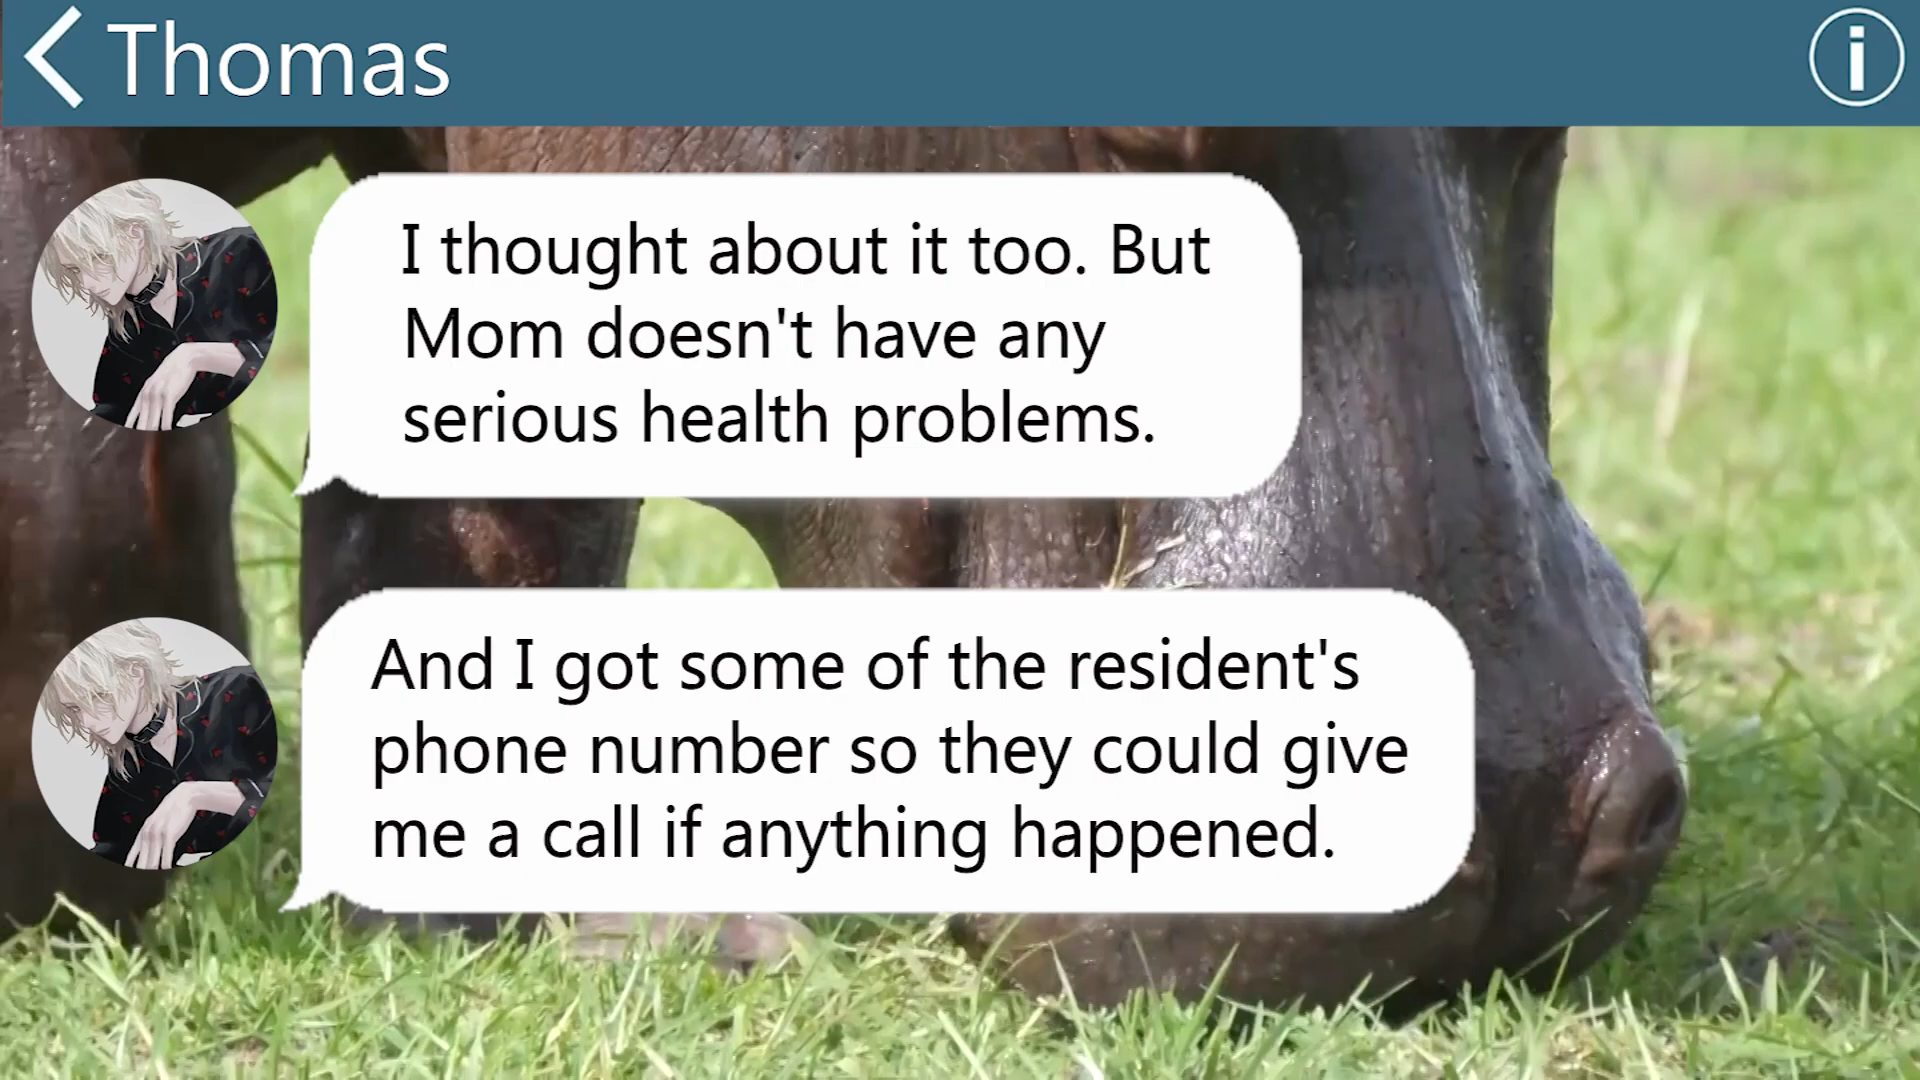 Thomas
I thought about it too. But
Mom doesn't have any
serious health problems.
And I got some of the resident's
phone number so they could give
me a call if anything happened.